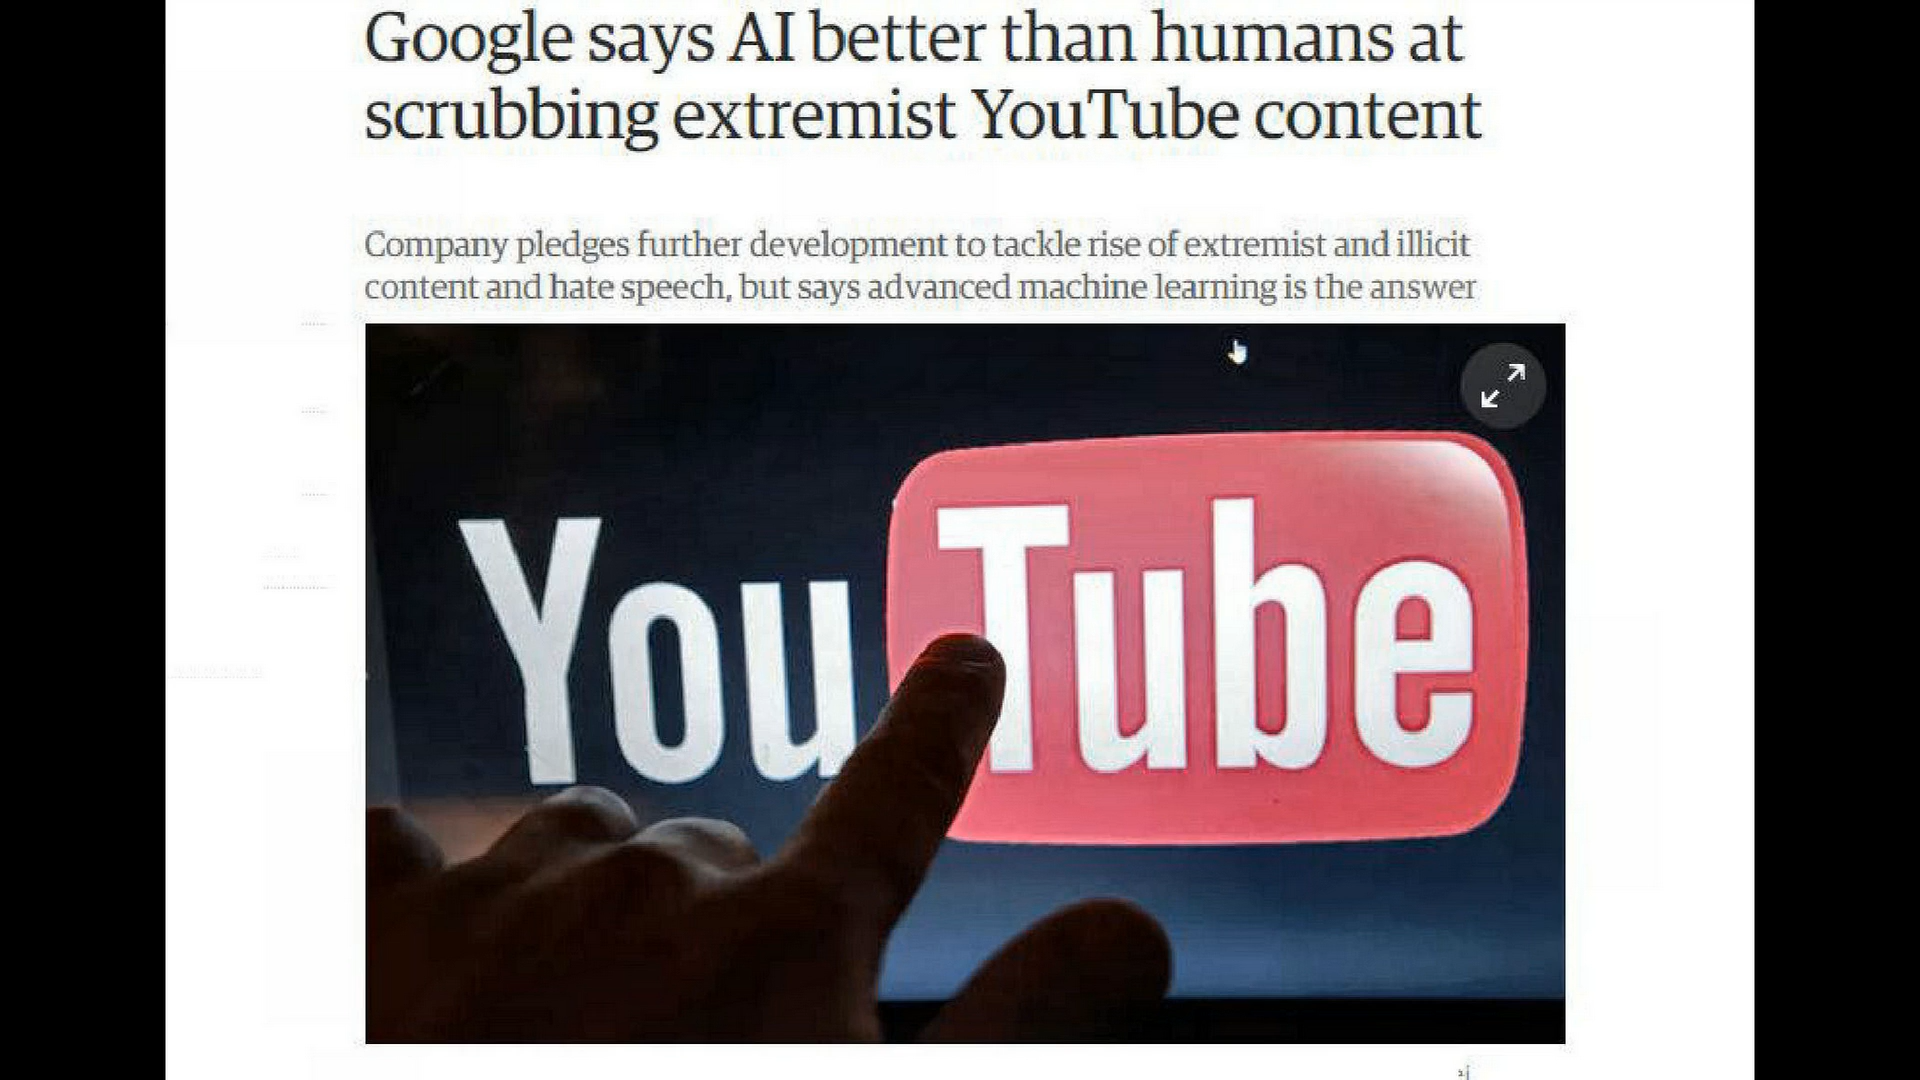 Google says AI better than humans at
scrubbing extremist YouTube content
Company pledges further development to tackle rise of extremist and illicit
content and hate speech, but says advanced machine learning is the answer
YouTube